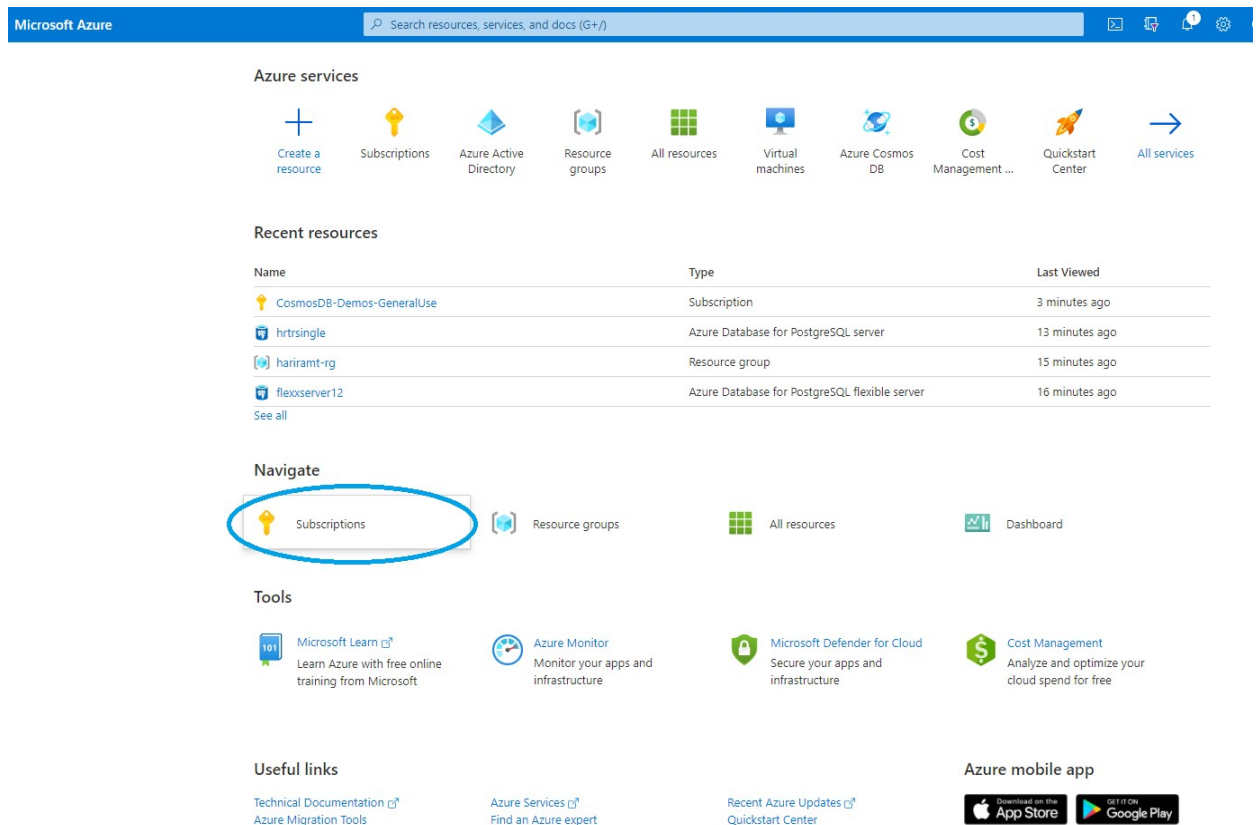 Microsoft Azure
Search resources, services, and docs (G+/)
1
Azure services
Create a resource
Subscriptions
Azure Active Directory
Resource groups
All resources
Virtual machines
Azure Cosmos DB
Cost Management ...
Quickstart Center
All services
Recent resources
Name Type Last Viewed
CosmosDB-Demos-GeneralUse Subscription 3 minutes ago
hrtrsingle Azure Database for PostgreSQL server 13 minutes ago
hariramt-rg Resource group 15 minutes ago
flexxserver12 Azure Database for PostgreSQL flexible server 16 minutes ago
See all
Navigate
Subscriptions Resource groups All resources Dashboard
Tools
101
Microsoft Learn
Learn Azure with free online
training from Microsoft
Azure Monitor
Monitor your apps and
infrastructure
Microsoft Defender for Cloud
Secure your apps and
infrastructure
Cost Management
Analyze and optimize your
cloud spend for free
Useful links
Technical Documentation Azure Services Recent Azure Updates
Azure Migration Tools Find an Azure expert Quickstart Center
Azure mobile app
Download on the
App Store
GET IT ON
Google Play